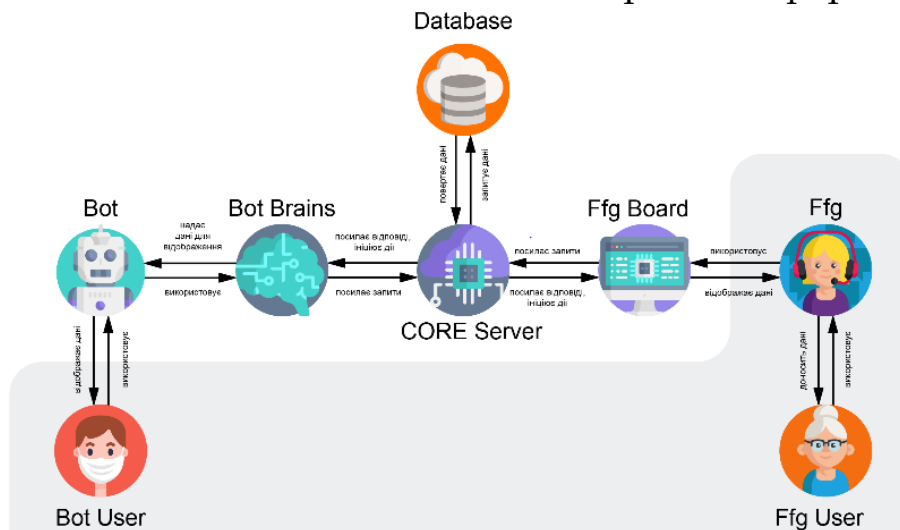 Database
повертає дані
запитує дані
Bot
Bot Brains
Ffg Board
Ffg
надає
дані для
відображення
посилає відповіді,
ініціює дії
посилає запити
використовує
використовує
посилає запити
посилає відповіді,
ініціює дії
відображає дані
CORE Server
відображає дані
використовує
доносить дані
використовує
Bot User
Ffg User